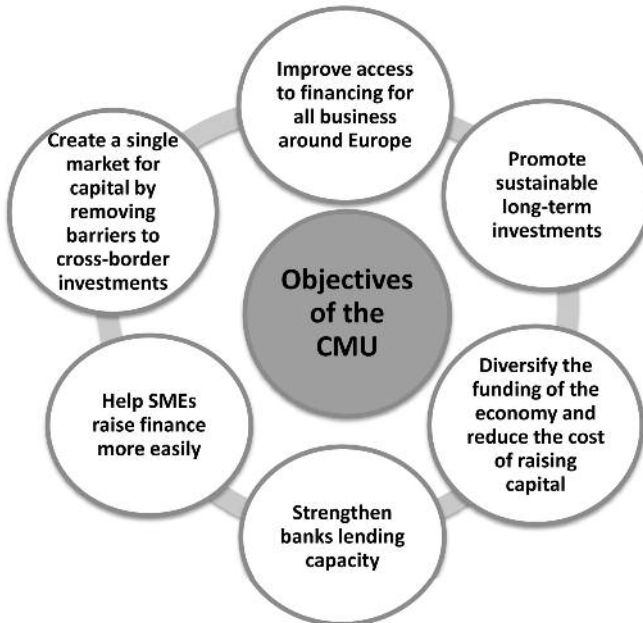 Improve access
to financing for
all business
around Europe
Promote
sustainable
long-term
investments
Diversify the
funding of the
economy and
reduce the cost
of raising
capital
Strengthen
banks lending
capacity
Help SMEs
raise finance
more easily
Create a single
market for
capital by
removing
barriers to
cross-border
investments
Objectives
of the
CMU